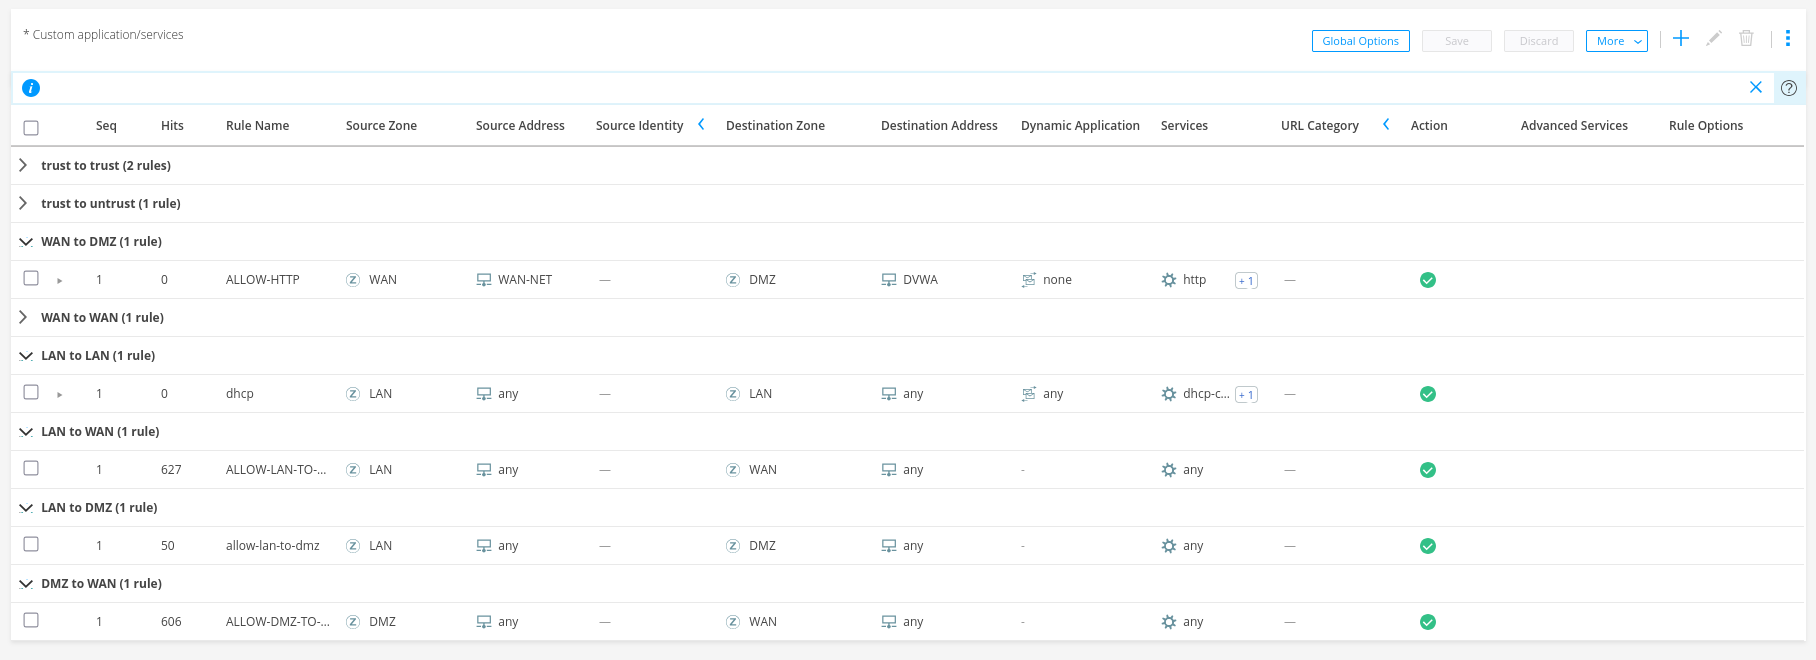 * Custom application/services
Global Options Save Discard More
Seq Hits Rule Name Source Zone Source Address Source Identity Destination Zone Destination Address Dynamic Application Services URL Category Action Advanced Services Rule Options
trust to trust (2 rules)
trust to untrust (1 rule)
WAN to DMZ (1 rule)
1 0 ALLOW-HTTP Z WAN WAN-NET — Z DMZ DVWA none http + 1 —
WAN to WAN (1 rule)
LAN to LAN (1 rule)
1 0 dhcp Z LAN any — Z LAN any any dhcp-c... + 1 —
LAN to WAN (1 rule)
1 627 ALLOW-LAN-TO-... Z LAN any — Z WAN any - any —
LAN to DMZ (1 rule)
1 50 allow-lan-to-dmz Z LAN any — Z DMZ any - any —
DMZ to WAN (1 rule)
1 606 ALLOW-DMZ-TO-... Z DMZ any — Z WAN any - any —